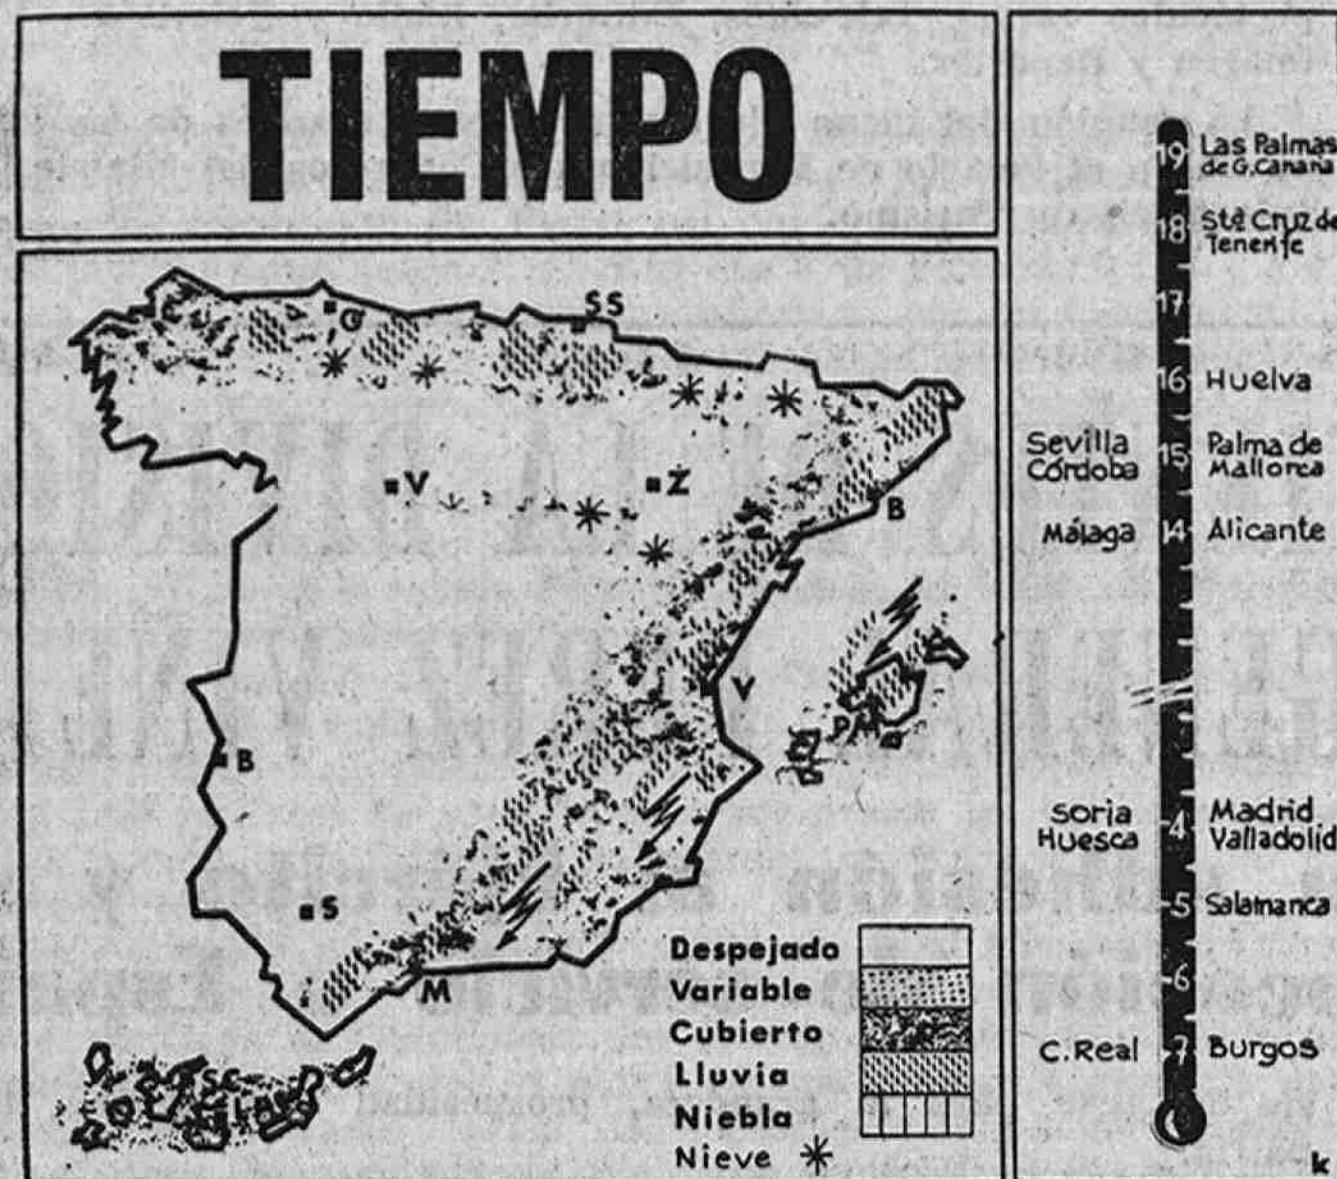 TIEMPO
SS
O
V
Z
B
V
B
PM
S
M
S.C.
Despejado
Variable
Cubierto
Lluvia
Niebla
Nieve
19 Las Palmas
de G.Canaria
18 Sta Cruz de
Tenerife
17
16 Huelva
Sevilla 15 Palma de
Córdoba Mallorca
Málaga 14 Alicante
Soria 4 Madrid
Huesca Valladolid
5 Salamanca
6
C.Real 7 Burgos
k